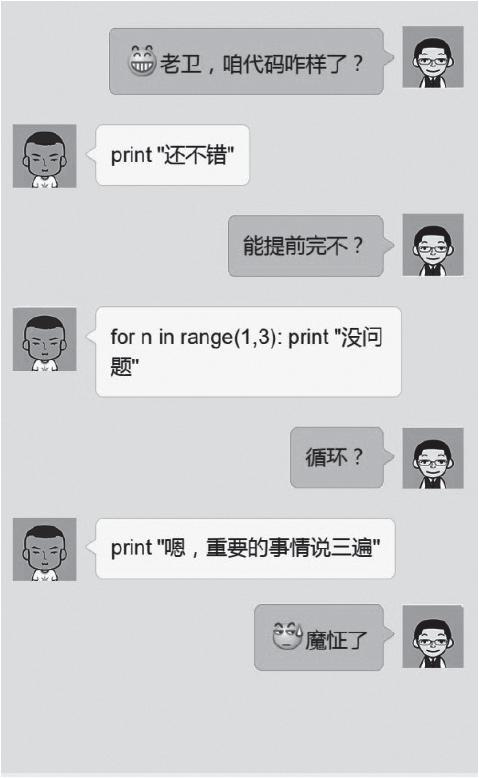 老卫，咱代码咋样了？
print "还不错"
能提前完不？
for n in range(1,3): print "没问
题"
循环？
print "嗯，重要的事情说三遍"
魔怔了